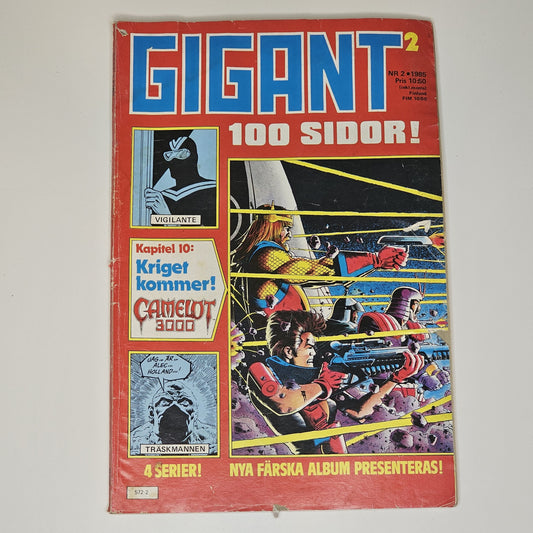 GIGANT 2
NR 2 • 1985
Pris 10:50
(inkl.moms)
Finland
FIM 10:50
100 SIDOR!
VIGILANTE
Kapitel 10:
Kriget
kommer!
CAMELOT
3000
JAG... ÄR...
ALEC...
HOLLAND...
TRÄSKMANNEN
4 SERIER!
NYA FÄRSKA ALBUM PRESENTERAS!
572-2